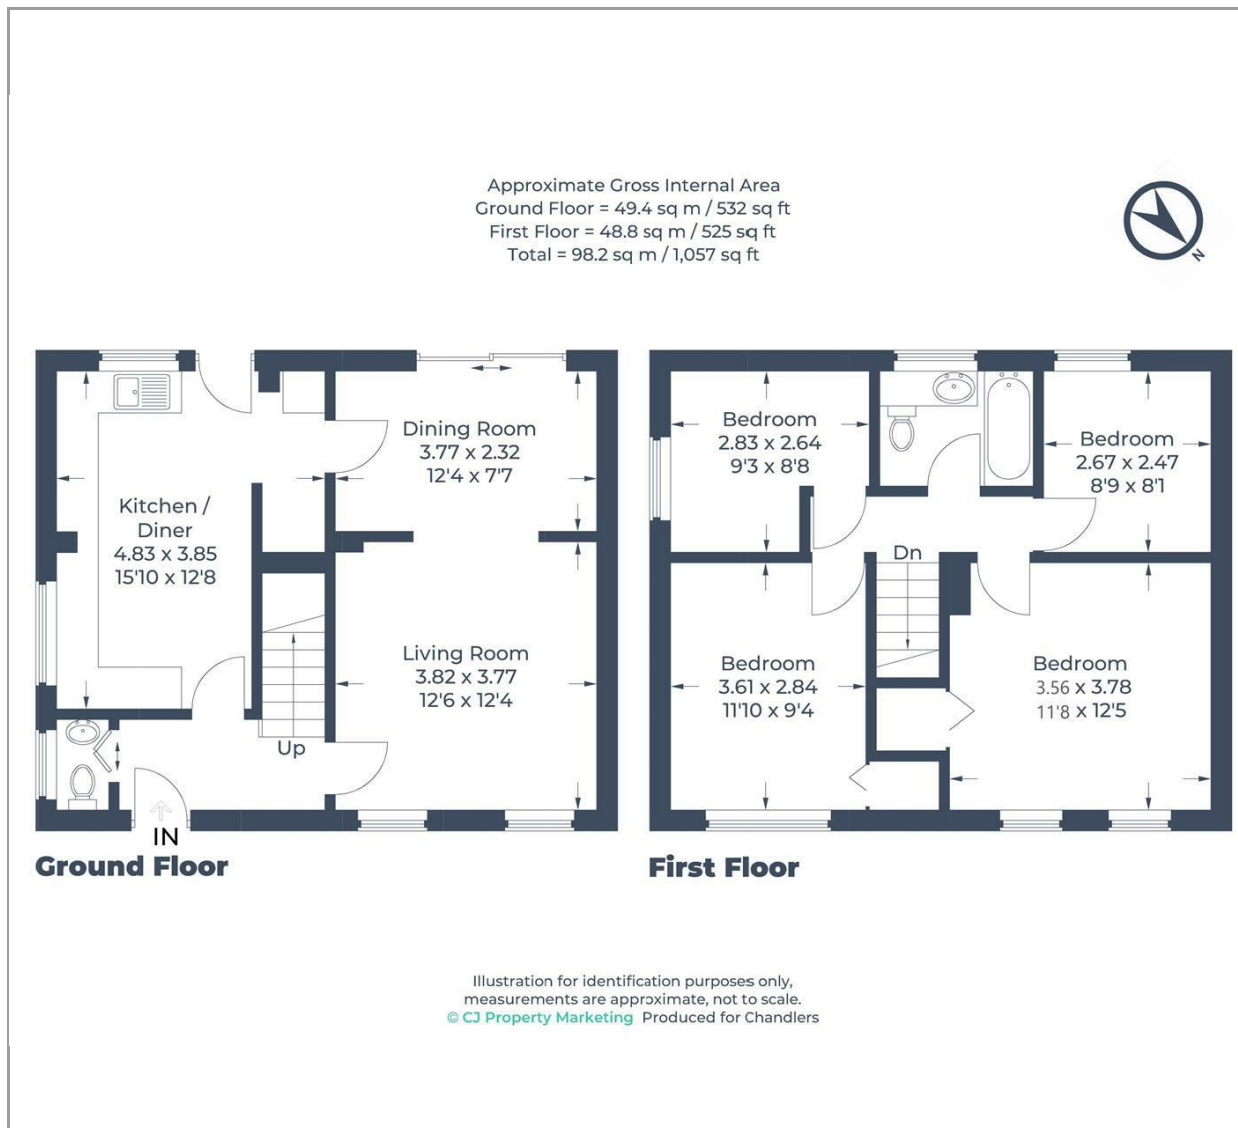 Approximate Gross Internal Area
Ground Floor = 49.4 sq m / 532 sq ft
First Floor = 48.8 sq m / 525 sq ft
Total = 98.2 sq m / 1,057 sq ft
N
Kitchen /
Diner
4.83 x 3.85
15'10 x 12'8
Dining Room
3.77 x 2.32
12'4 x 7'7
Living Room
3.82 x 3.77
12'6 x 12'4
Up
IN
Ground Floor
Bedroom
2.83 x 2.64
9'3 x 8'8
Bedroom
2.67 x 2.47
8'9 x 8'1
Dn
Bedroom
3.61 x 2.84
11'10 x 9'4
Bedroom
3.56 x 3.78
11'8 x 12'5
First Floor
Illustration for identification purposes only,
measurements are approximate, not to scale.
© CJ Property Marketing Produced for Chandlers